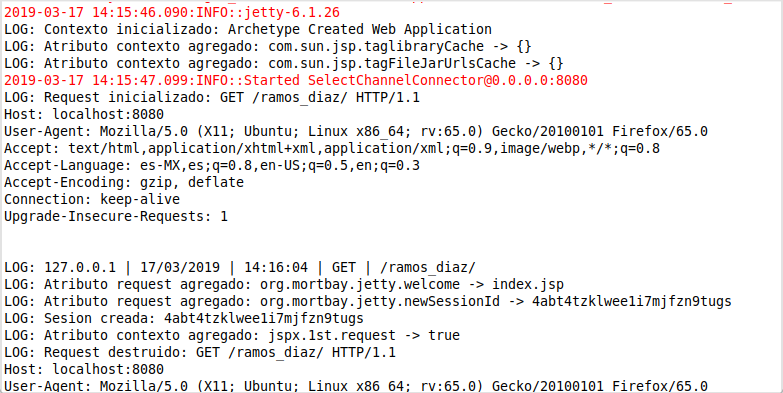 2019-03-17 14:15:46.090:INFO::jetty-6.1.26
LOG: Contexto inicializado: Archetype Created Web Application
LOG: Atributo contexto agregado: com.sun.jsp.taglibraryCache -> {}
LOG: Atributo contexto agregado: com.sun.jsp.tagFileJarUrlsCache -> {}
2019-03-17 14:15:47.099:INFO::Started SelectChannelConnector@0.0.0.0:8080
LOG: Request inicializado: GET /ramos_diaz/ HTTP/1.1
Host: localhost:8080
User-Agent: Mozilla/5.0 (X11; Ubuntu; Linux x86_64; rv:65.0) Gecko/20100101 Firefox/65.0
Accept: text/html,application/xhtml+xml,application/xml;q=0.9,image/webp,*/*;q=0.8
Accept-Language: es-MX,es;q=0.8,en-US;q=0.5,en;q=0.3
Accept-Encoding: gzip, deflate
Connection: keep-alive
Upgrade-Insecure-Requests: 1
LOG: 127.0.0.1 | 17/03/2019 | 14:16:04 | GET | /ramos_diaz/
LOG: Atributo request agregado: org.mortbay.jetty.welcome -> index.jsp
LOG: Atributo request agregado: org.mortbay.jetty.newSessionId -> 4abt4tzklwee1i7mjfzn9tugs
LOG: Sesion creada: 4abt4tzklwee1i7mjfzn9tugs
LOG: Atributo contexto agregado: jspx.1st.request -> true
LOG: Request destruido: GET /ramos_diaz/ HTTP/1.1
Host: localhost:8080
User-Agent: Mozilla/5.0 (X11; Ubuntu; Linux x86_64; rv:65.0) Gecko/20100101 Firefox/65.0